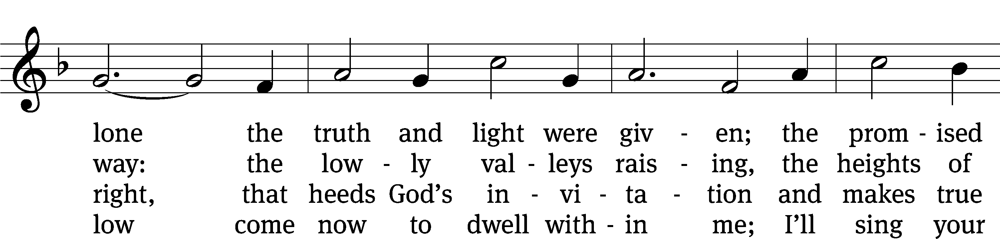 lone the truth and light were giv - en; the prom - ised
way: the low - ly val - leys rais - ing, the heights of
right, that heeds God’s in - vi - ta - tion and makes true
low come now to dwell with - in me; I’ll sing your